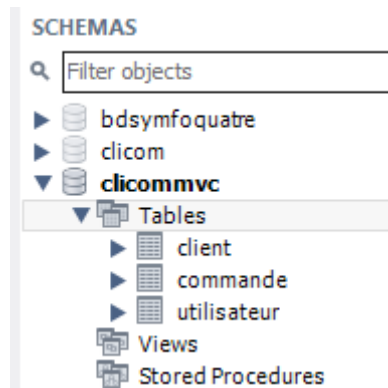 SCHEMAS
Filter objects
bdsymfoquatre
clicom
clicommvc
Tables
client
commande
utilisateur
Views
Stored Procedures